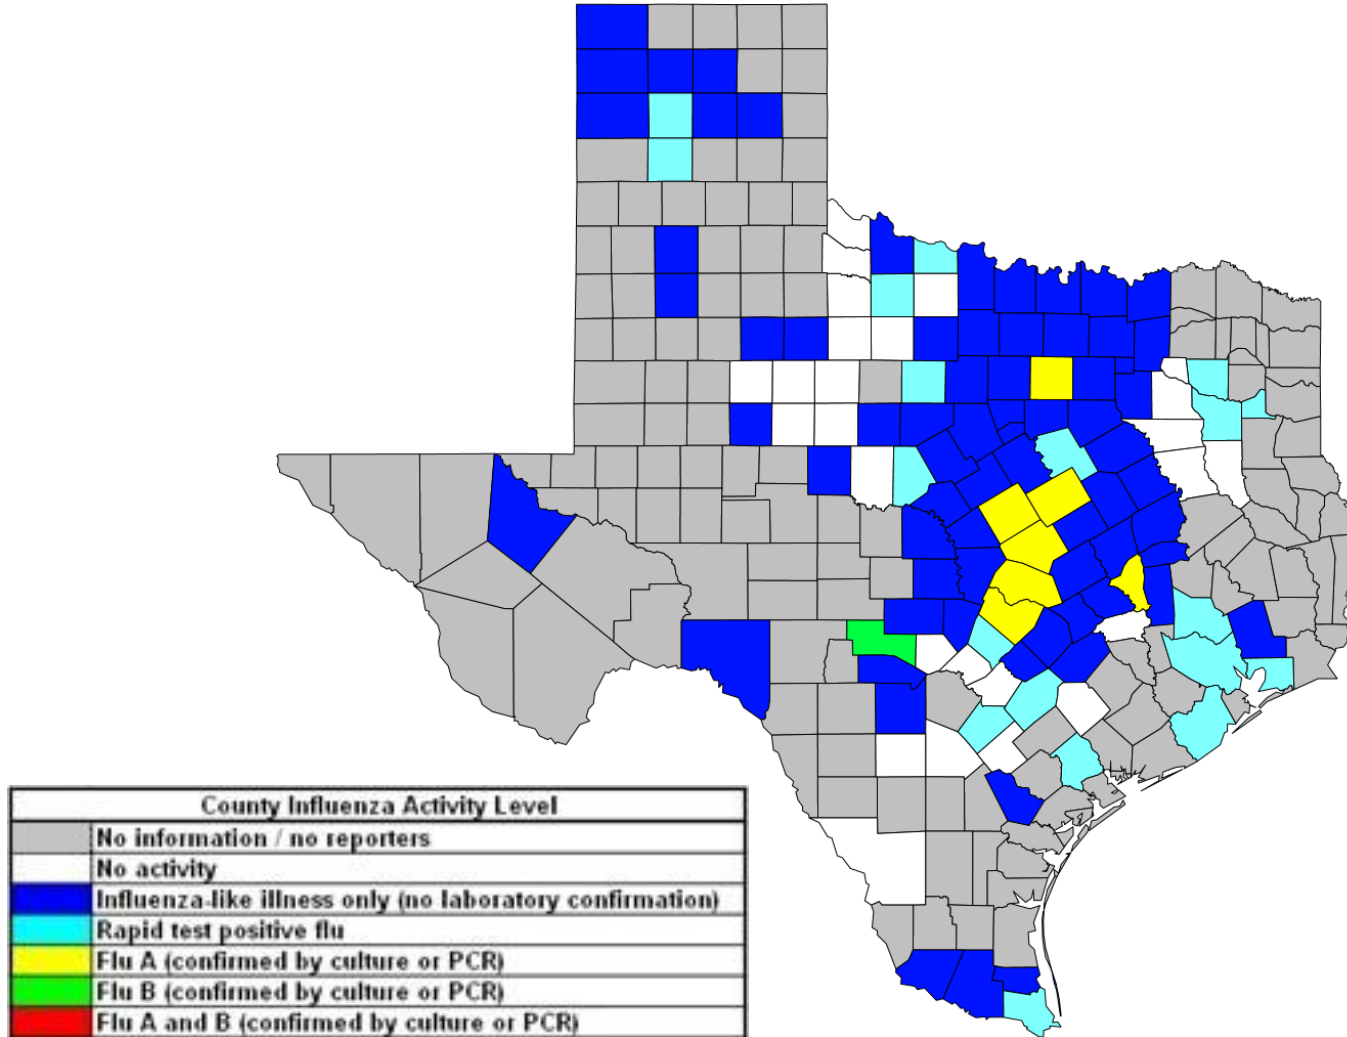 County Influenza Activity Level
No information / no reporters
No activity
Influenza-like illness only (no laboratory confirmation)
Rapid test positive flu
Flu A (confirmed by culture or PCR)
Flu B (confirmed by culture or PCR)
Flu A and B (confirmed by culture or PCR)